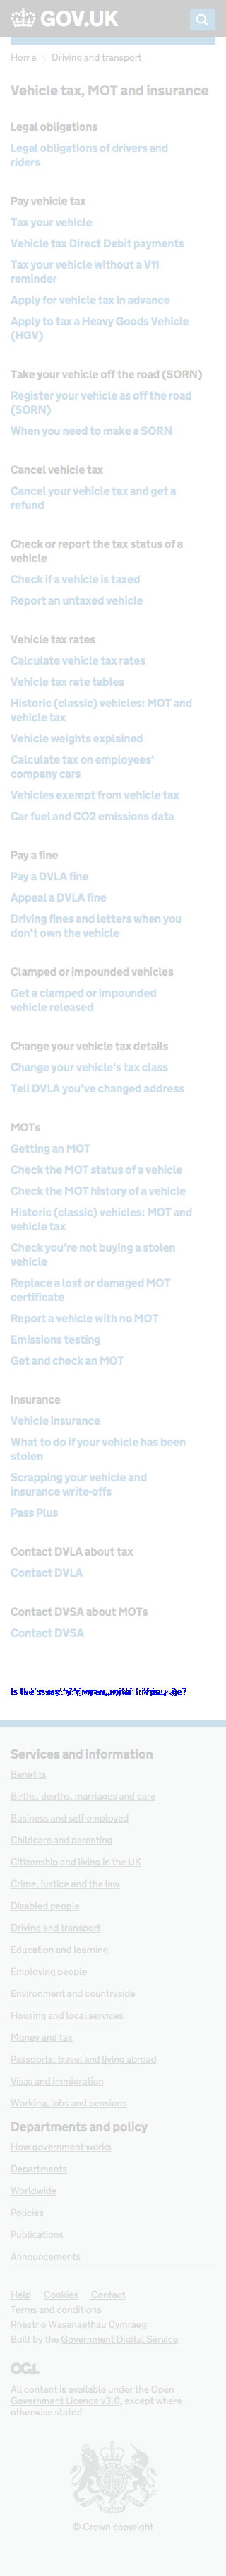 GOV.UK
Home
Driving and transport
Vehicle tax, MOT and insurance
Legal obligations
Legal obligations of drivers and
riders
Pay vehicle tax
Tax your vehicle
Vehicle tax Direct Debit payments
Tax your vehicle without a V11
reminder
Apply for vehicle tax in advance
Apply to tax a Heavy Goods Vehicle
(HGV)
Take your vehicle off the road (SORN)
Register your vehicle as off the road
(SORN)
When you need to make a SORN
Cancel vehicle tax
Cancel your vehicle tax and get a
refund
Check or report the tax status of a
vehicle
Check if a vehicle is taxed
Report an untaxed vehicle
Vehicle tax rates
Calculate vehicle tax rates
Vehicle tax rate tables
Historic (classic) vehicles: MOT and
vehicle tax
Vehicle weights explained
Calculate tax on employees'
company cars
Vehicles exempt from vehicle tax
Car fuel and CO2 emissions data
Pay a fine
Pay a DVLA fine
Appeal a DVLA fine
Driving fines and letters when you
don't own the vehicle
Clamped or impounded vehicles
Get a clamped or impounded
vehicle released
Change your vehicle tax details
Change your vehicle's tax class
Tell DVLA you've changed address
MOTs
Getting an MOT
Check the MOT status of a vehicle
Check the MOT history of a vehicle
Historic (classic) vehicles: MOT and
vehicle tax
Check you're not buying a stolen
vehicle
Replace a lost or damaged MOT
certificate
Report a vehicle with no MOT
Emissions testing
Get and check an MOT
Insurance
Vehicle insurance
What to do if your vehicle has been
stolen
Scrapping your vehicle and
insurance write-offs
Pass Plus
Contact DVLA about tax
Contact DVLA
Contact DVSA about MOTs
Contact DVSA
Is
Services and information
Benefits
Births, deaths, marriages and care
Business and self-employed
Childcare and parenting
Citizenship and living in the UK
Crime, justice and the law
Disabled people
Driving and transport
Education and learning
Employing people
Environment and countryside
Housing and local services
Money and tax
Passports, travel and living abroad
Visas and immigration
Working, jobs and pensions
Departments and policy
How government works
Departments
Worldwide
Policies
Publications
Announcements
Help Cookies Contact
Terms and conditions
Rhestr o Wasanaethau Cymraeg
Built by the Government Digital Service
OGL
All content is available under the Open
Government Licence v3.0, except where
otherwise stated
© Crown copyright